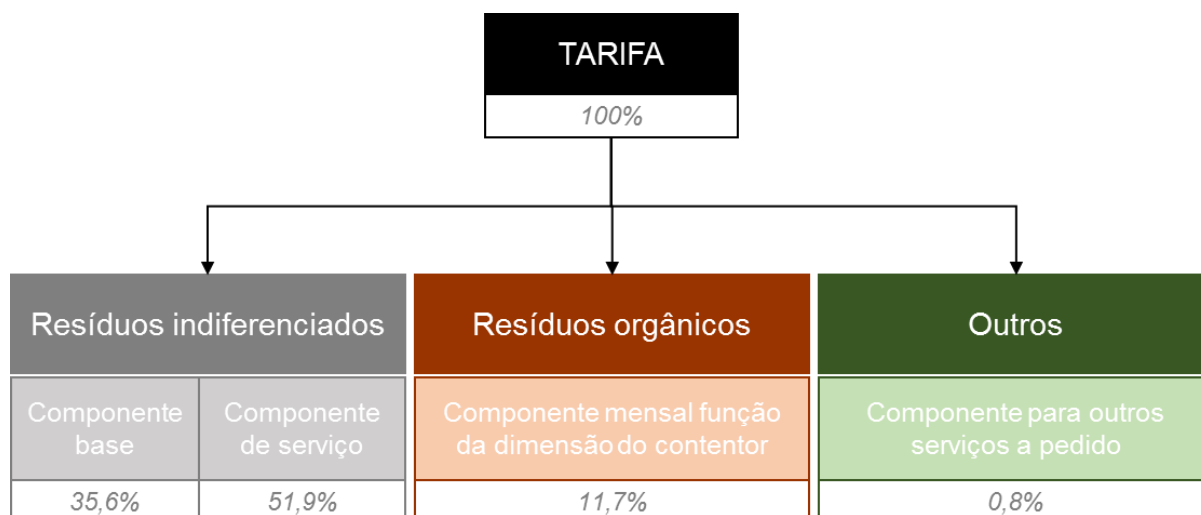 TARIFA
100%
Resíduos indiferenciados
Resíduos orgânicos
Outros
Componente
base
Componente
de serviço
Componente mensal função
da dimensão do contentor
Componente para outros
serviços a pedido
35,6%
51,9%
11,7%
0,8%